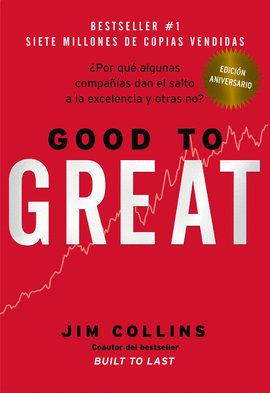 BESTSELLER #1
SIETE MILLONES DE COPIAS VENDIDAS
¿Por qué algunas
compañías dan el salto
a la excelencia y otras no?
EDICIÓN
ANIVERSARIO
GOOD TO
GREAT
JIM COLLINS
Coautor del bestseller
BUILT TO LAST